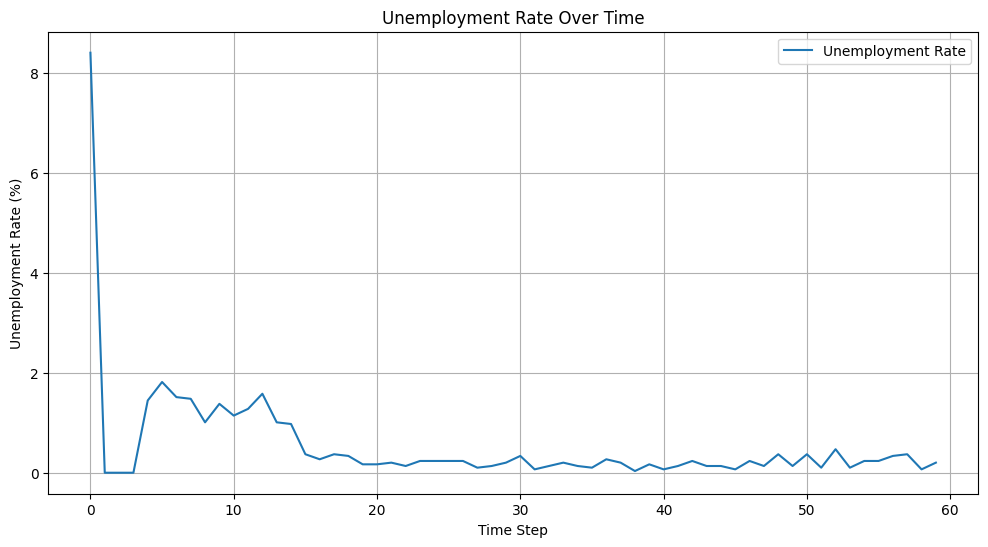 Unemployment Rate Over Time
Unemployment Rate
Unemployment Rate (%)
8
6
4
2
0
0 10 20 30 40 50 60
Time Step